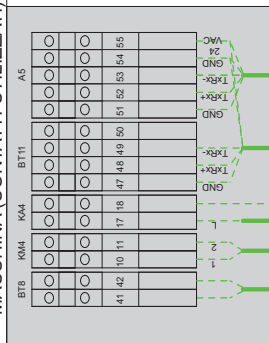 A5
55 24 VAC
54 GND
53 TxRx-
52 TxRx+
51 GND
BT11
50
49 TxRx-
48 TxRx+
47 GND
KA4
18
17 L
KM4
11 2
10 1
BT8
42
41